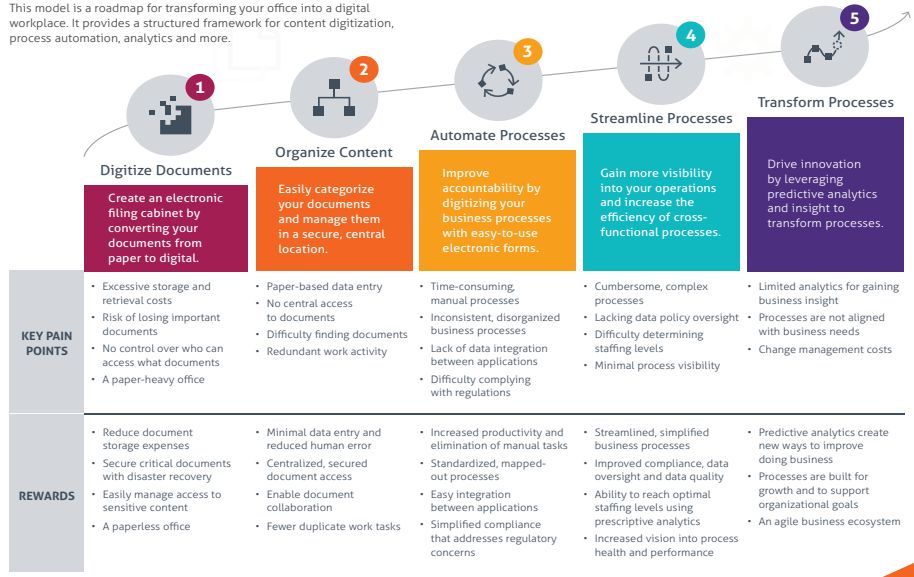 This model is a roadmap for transforming your office into a digital
workplace. It provides a structured framework for content digitization,
process automation, analytics and more.
1
Digitize Documents
Create an electronic
filing cabinet by
converting your
documents from
paper to digital.
2
Organize Content
Easily categorize
your documents
and manage them
in a secure, central
location.
3
Automate Processes
Improve
accountability by
digitizing your
business processes
with easy-to-use
electronic forms.
4
Streamline Processes
Gain more visibility
into your operations
and increase the
efficiency of cross-
functional processes.
5
Transform Processes
Drive innovation
by leveraging
predictive analytics
and insight to
transform processes.
KEY PAIN
POINTS
• Excessive storage and
retrieval costs
• Risk of losing important
documents
• No control over who can
access what documents
• A paper-heavy office
• Paper-based data entry
• No central access
to documents
• Difficulty finding documents
• Redundant work activity
• Time-consuming,
manual processes
• Inconsistent, disorganized
business processes
• Lack of data integration
between applications
• Difficulty complying
with regulations
• Cumbersome, complex
processes
• Lacking data policy oversight
• Difficulty determining
staffing levels
• Minimal process visibility
• Limited analytics for gaining
business insight
• Processes are not aligned
with business needs
• Change management costs
REWARDS
• Reduce document
storage expenses
• Secure critical documents
with disaster recovery
• Easily manage access to
sensitive content
• A paperless office
• Minimal data entry and
reduced human error
• Centralized, secured
document access
• Enable document
collaboration
• Fewer duplicate work tasks
• Increased productivity and
elimination of manual tasks
• Standardized, mapped-
out processes
• Easy integration
between applications
• Simplified compliance
that addresses regulatory
concerns
• Streamlined, simplified
business processes
• Improved compliance, data
oversight and data quality
• Ability to reach optimal
staffing levels using
prescriptive analytics
• Increased vision into process
health and performance
• Predictive analytics create
new ways to improve
doing business
• Processes are built for
growth and to support
organizational goals
• An agile business ecosystem